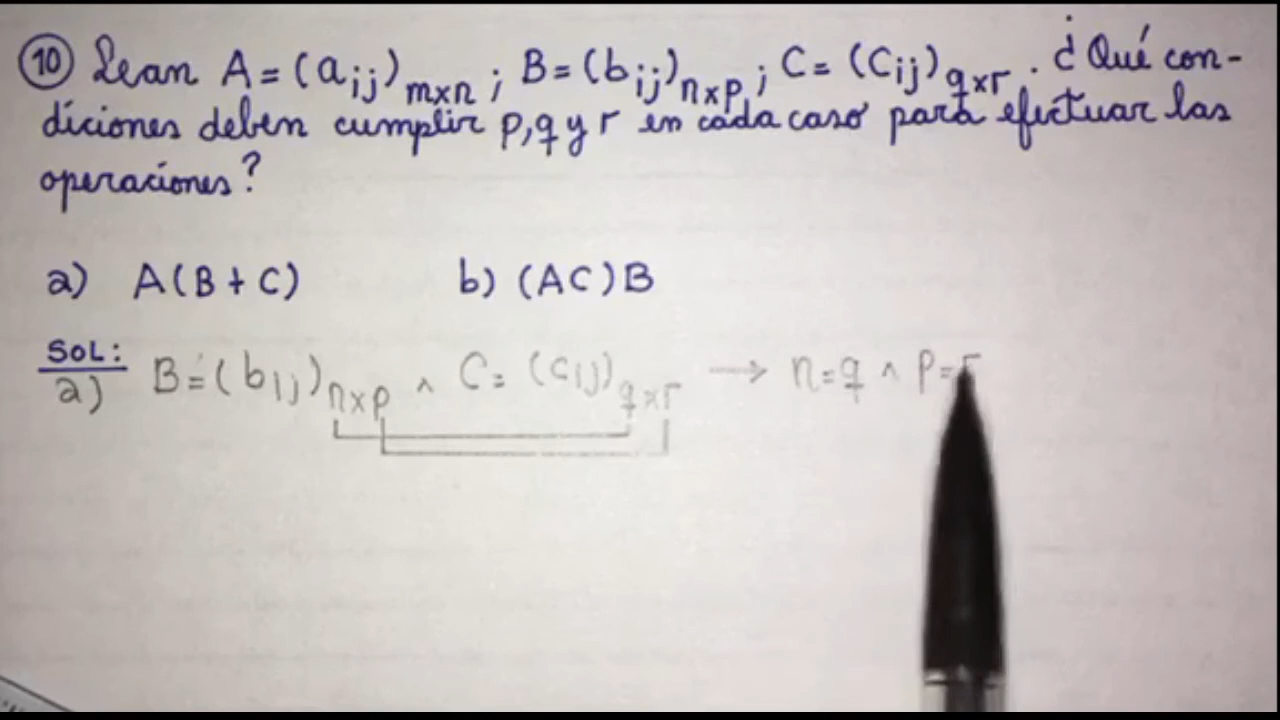 10 Sean A = (aij)mxn ; B = (bij)nxp ; C = (Cij)qxr . ¿Qué con-
diciones deben cumplir p, q y r en cada caso para efectuar las
operaciones?
a) A(B + C) b) (AC)B
SOL:
a) B = (bij)nxp ^ C = (cij)qxr → n=q ^ p=r